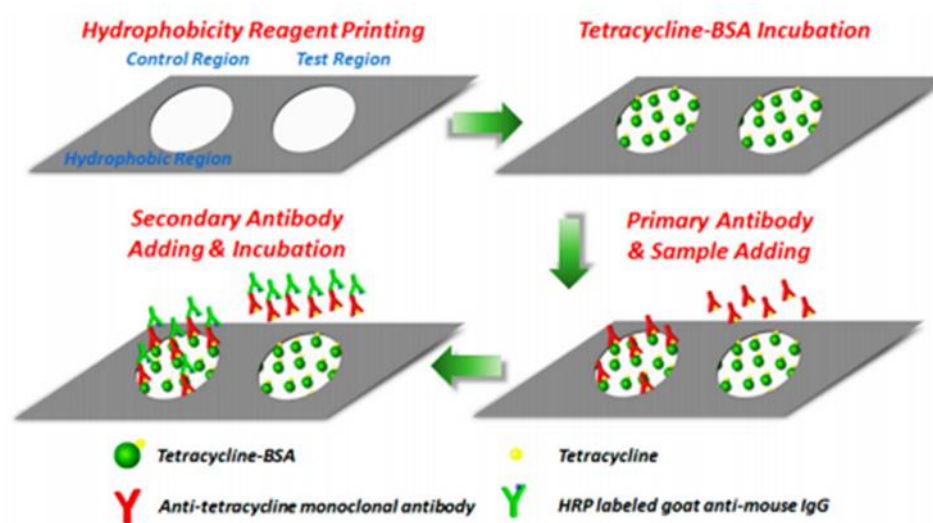 Hydrophobicity Reagent Printing
Control Region
Test Region
Hydrophobic Region
Tetracycline-BSA Incubation
Secondary Antibody
Adding & Incubation
Primary Antibody
& Sample Adding
Tetracycline-BSA
Tetracycline
Anti-tetracycline monoclonal antibody
HRP labeled goat anti-mouse IgG